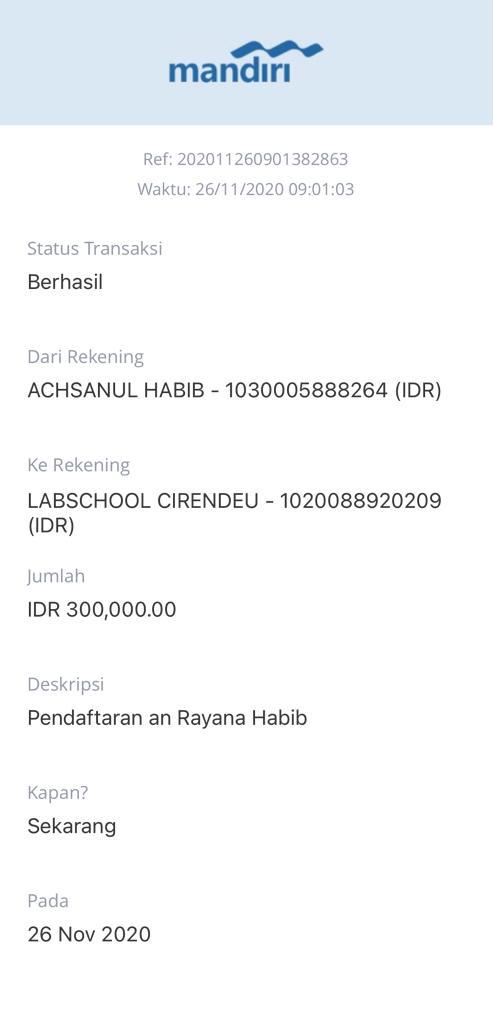 mandiri
Ref: 202011260901382863
Waktu: 26/11/2020 09:01:03
Status Transaksi
Berhasil
Dari Rekening
ACHSANUL HABIB - 1030005888264 (IDR)
Ke Rekening
LABSCHOOL CIRENDEU - 1020088920209
(IDR)
Jumlah
IDR 300,000.00
Deskripsi
Pendaftaran an Rayana Habib
Kapan?
Sekarang
Pada
26 Nov 2020